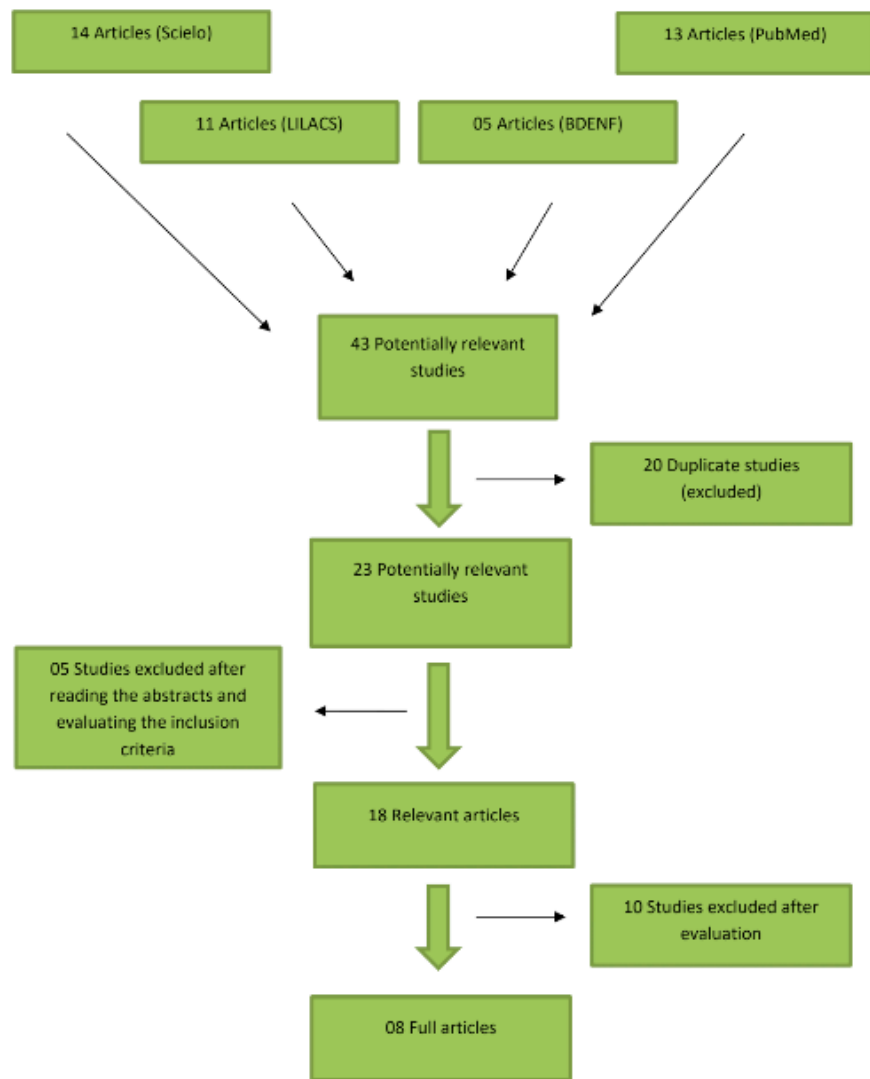 14 Articles (Scielo)
13 Articles (PubMed)
11 Articles (LILACS)
05 Articles (BDENF)
43 Potentially relevant
studies
20 Duplicate studies
(excluded)
23 Potentially relevant
studies
05 Studies excluded after
reading the abstracts and
evaluating the inclusion
criteria
18 Relevant articles
10 Studies excluded after
evaluation
08 Full articles